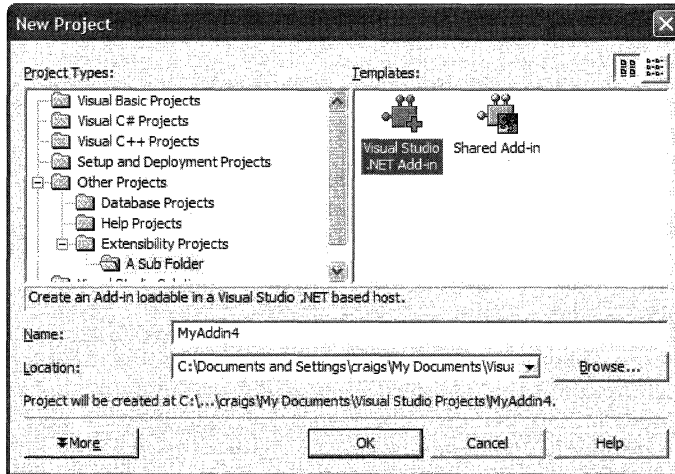 New Project
Project Types:
Templates:
Visual Basic Projects
Visual C# Projects
Visual C++ Projects
Setup and Deployment Projects
Other Projects
Database Projects
Help Projects
Extensibility Projects
A Sub Folder
Visual Studio .NET Add-in
Shared Add-in
Create an Add-in loadable in a Visual Studio .NET based host.
Name:
MyAddin4
Location:
C:\Documents and Settings\craigs\My Documents\Visua
Browse...
Project will be created at C:\...\craigs\My Documents\Visual Studio Projects\MyAddin4.
More
OK
Cancel
Help